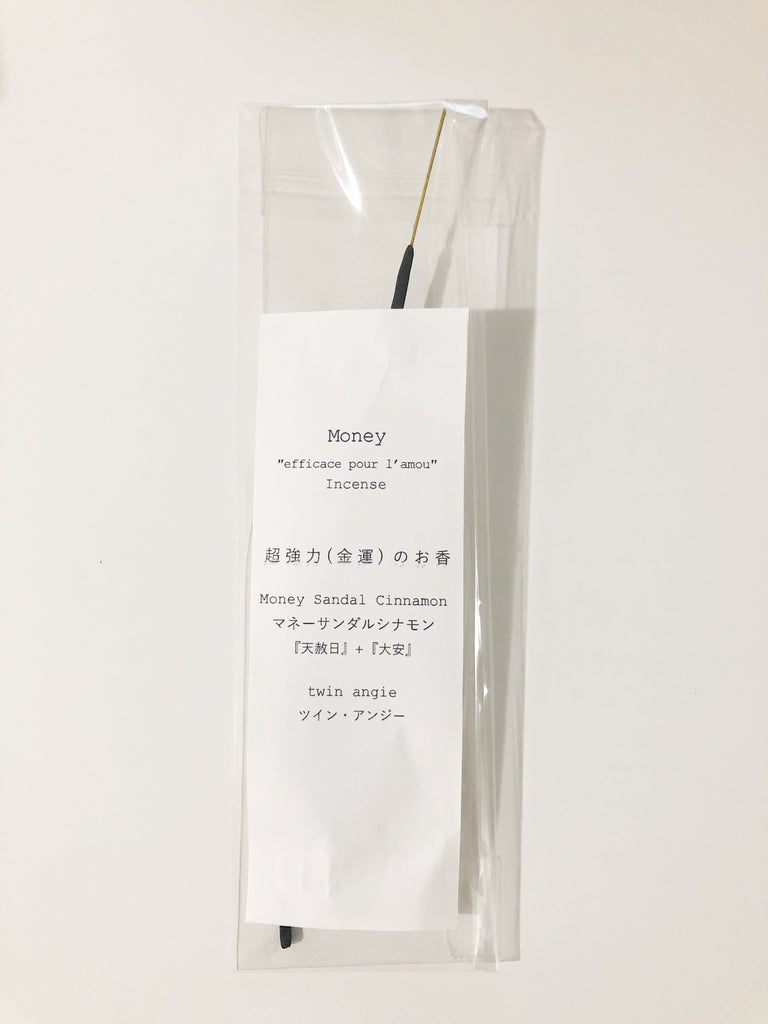 Money
"efficace pour l'amou"
Incense
超強力(金運)のお香
Money Sandal Cinnamon
マネーサンダルシナモン
『天赦日』+『大安』
twin angie
ツイン・アンジー